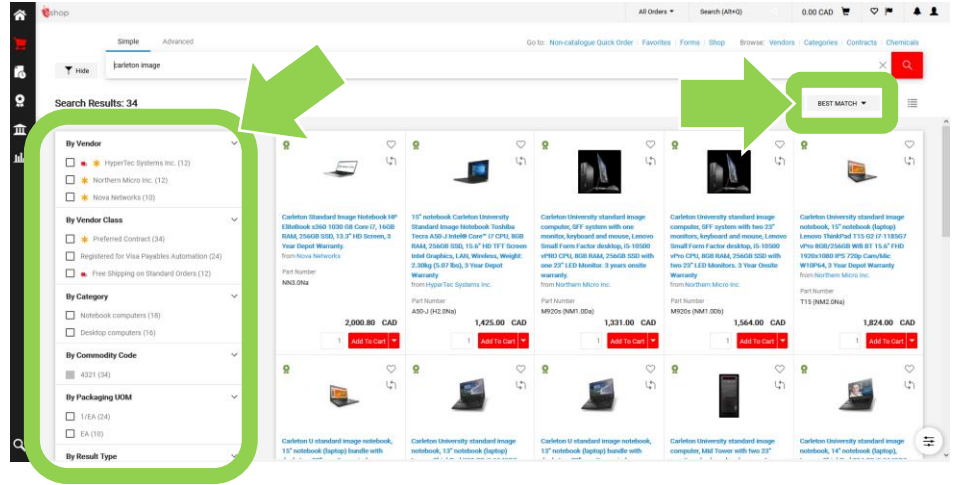 eshop
All Orders
Search (Alt+Q)
0.00 CAD
Simple
Advanced
Go to: Non-catalogue Quick Order | Favorites | Forms | Shop Browse: Vendors | Categories | Contracts | Chemicals
Hide
carleton image
Search Results: 34
BEST MATCH
By Vendor
HyperTec Systems Inc. (12)
Northern Micro Inc. (12)
Nova Networks (10)
By Vendor Class
Preferred Contract (34)
Registered for Visa Payables Automation (24)
Free Shipping on Standard Orders (12)
By Category
Notebook computers (18)
Desktop computers (16)
By Commodity Code
4321 (34)
By Packaging UOM
1/EA (24)
EA (10)
By Result Type
Carleton Standard Image Notebook HP
EliteBook x360 1030 G8 Core i7, 16GB
RAM, 256GB SSD, 13.3" HD Screen, 3
Year Depot Warranty.
from Nova Networks
Part Number
NN3.0Na
2,000.80 CAD
1 Add To Cart
15" notebook Carleton University
Standard Image Notebook Toshiba
Tecra A50-J Intel® Core™ i7 CPU, 8GB
RAM, 256GB SSD, 15.6" HD TFT Screen
Intel Graphics, LAN, Wireless, Weight:
2.30kg (5.07 lbs), 3 Year Depot
Warranty
from HyperTec Systems Inc.
Part Number
A50-J (H2.0Na)
1,425.00 CAD
1 Add To Cart
Carleton University standard image
computer, SFF system with one
monitor, keyboard and mouse, Lenovo
Small Form Factor desktop, i5-10500
vPRO CPU, 8GB RAM, 256GB SSD with
one 23" LED Monitor. 3 years onsite
warranty.
from Northern Micro Inc.
Part Number
M920s (NM1.0Da)
1,331.00 CAD
1 Add To Cart
Carleton University standard image
computer, SFF system with two 23"
monitors, keyboard and mouse, Lenovo
Small Form Factor desktop, i5-10500
vPro CPU, 8GB RAM, 256GB SSD with
two 23" LED Monitors. 3 Year Onsite
Warranty.
from Northern Micro Inc.
Part Number
M920s (NM1.0Db)
1,564.00 CAD
1 Add To Cart
Carleton University standard image
notebook, 15" notebook (laptop)
Lenovo ThinkPad T15 G2 i7-1185G7
vPro 8GB/256GB Wifi BT 15.6" FHD
1920x1080 IPS 720p Cam/Mic
W10P64, 3 Year Depot Warranty
from Northern Micro Inc.
Part Number
T15 (NM2.0Na)
1,824.00 CAD
1 Add To Cart
Carleton U standard image notebook,
15" notebook (laptop) bundle with
Carleton University standard image
notebook, 13" notebook (laptop)
Carleton U standard image notebook,
13" notebook (laptop) bundle with
Carleton University standard image
computer, Mid Tower with two 23"
Carleton University standard image
notebook, 14" notebook (laptop),